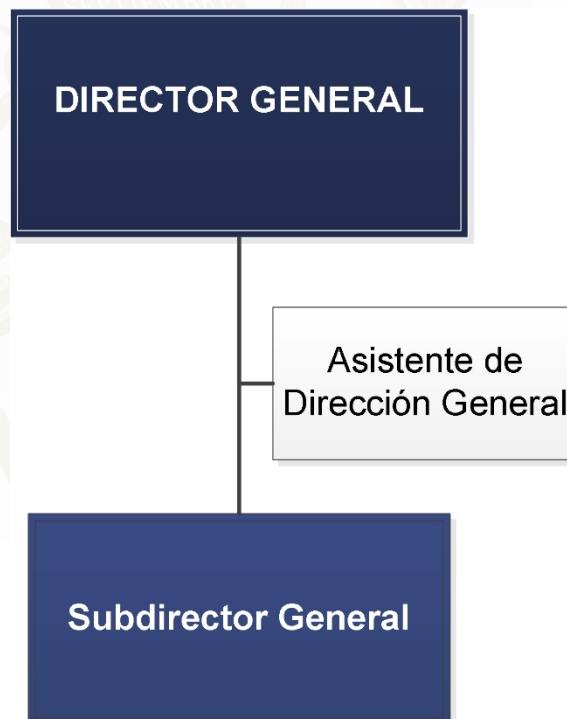 DIRECTOR GENERAL
Asistente de
Dirección General
Subdirector General